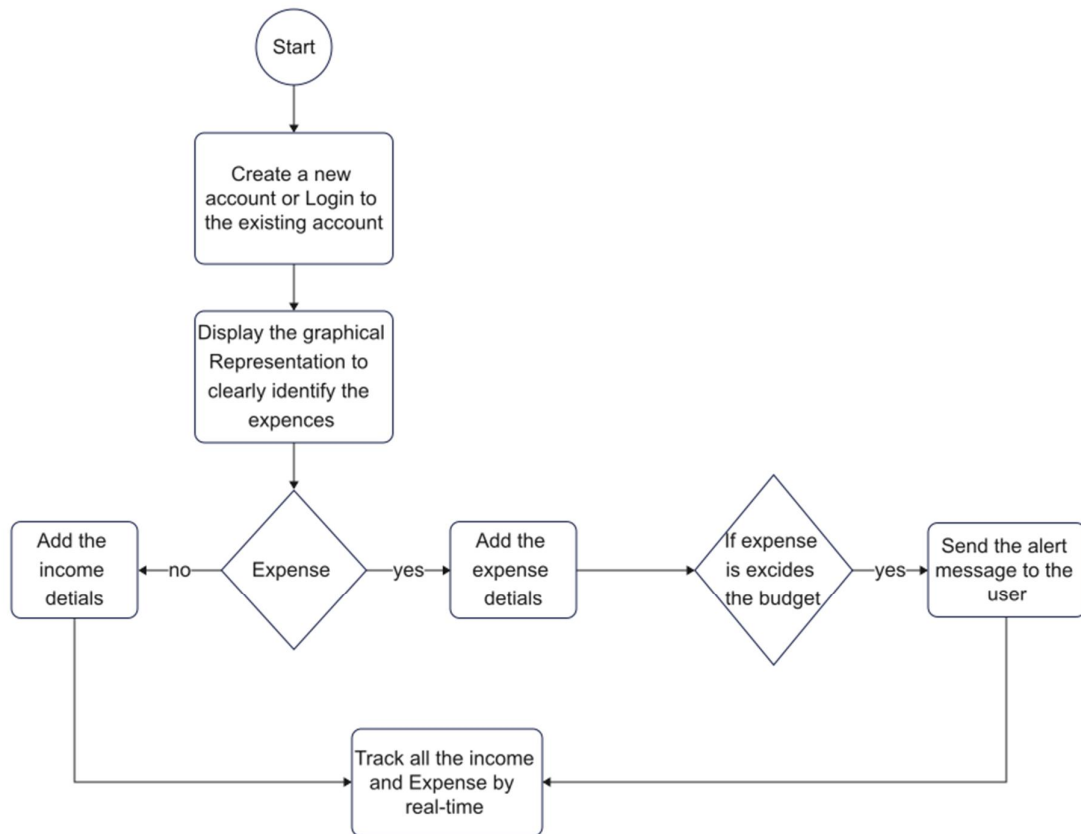 Start
Create a new
account or Login to
the existing account
Display the graphical
Representation to
clearly identify the
expences
Add the
income
detials
no
Expense
yes
Add the
expense
detials
If expense
is excides
the budget
yes
Send the alert
message to the
user
Track all the income
and Expense by
real-time